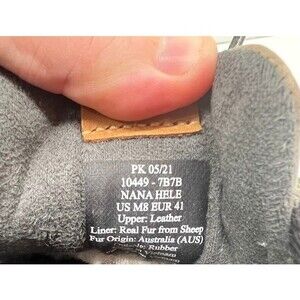 PK 05/21
10449 - 7B7B
NANA HELE
US M8 EUR 41
Upper: Leather
Liner: Real Fur from Sheep
Fur Origin: Australia (AUS)
Rubber